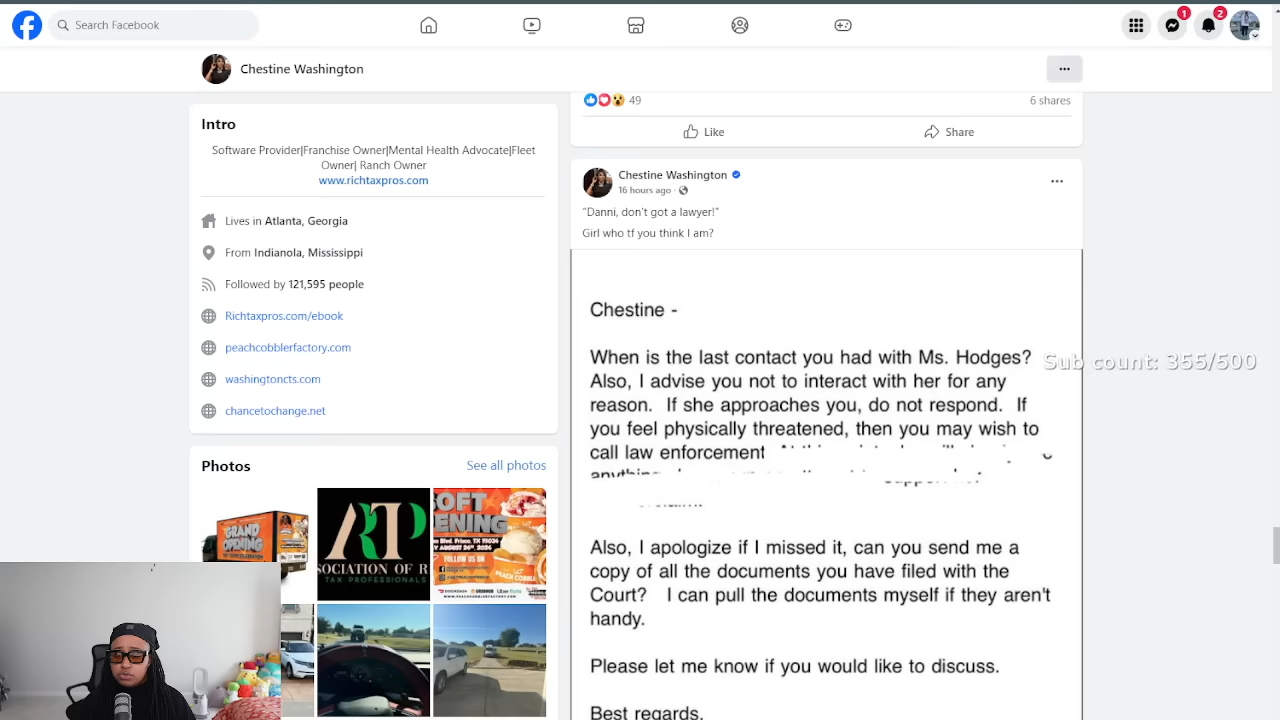 Search Facebook
1
2
Chestine Washington
Intro
Software Provider|Franchise Owner|Mental Health Advocate|Fleet
Owner| Ranch Owner
www.richtaxpros.com
Lives in Atlanta, Georgia
From Indianola, Mississippi
Followed by 121,595 people
Richtaxpros.com/ebook
peachcobblerfactory.com
washingtoncts.com
chancetochange.net
Photos
See all photos
GRAND
OPENING
RTP
SOCIATION OF R
TAX PROFESSIONALS
OFT
ENING
FOLLOW US ON
49
6 shares
Like
Share
Chestine Washington
16 hours ago
"Danni, don't got a lawyer!"
Girl who tf you think I am?
Chestine -
When is the last contact you had with Ms. Hodges?
Also, I advise you not to interact with her for any
reason. If she approaches you, do not respond. If
you feel physically threatened, then you may wish to
call law enforcement
Also, I apologize if I missed it, can you send me a
copy of all the documents you have filed with the
Court? I can pull the documents myself if they aren't
handy.
Please let me know if you would like to discuss.
Best regards,
Sub count: 355/500